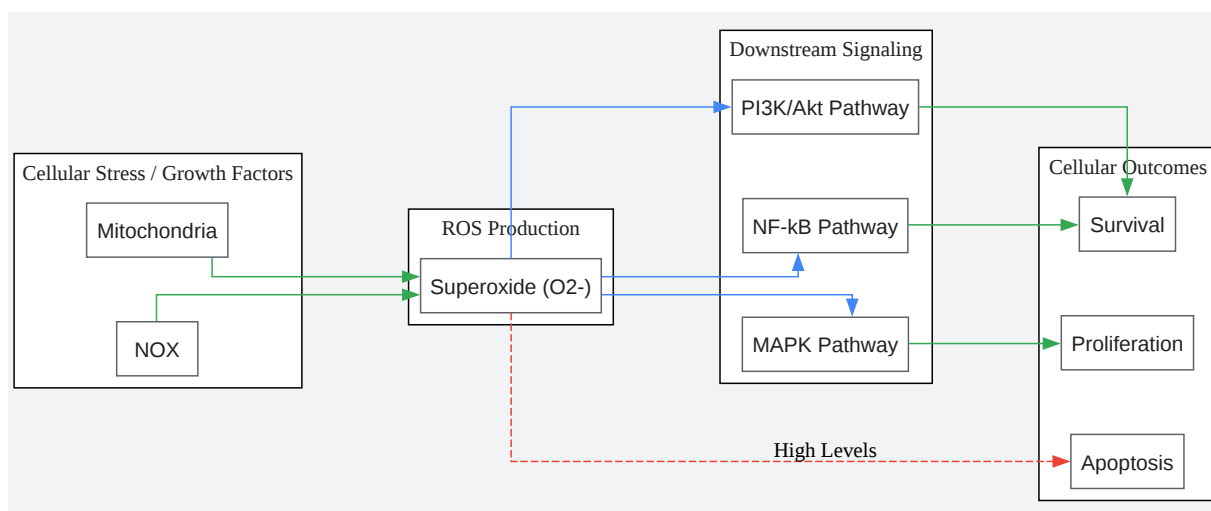 Cellular Stress / Growth Factors
Mitochondria
NOX
ROS Production
Superoxide (O2-)
Downstream Signaling
PI3K/Akt Pathway
NF-kB Pathway
MAPK Pathway
High Levels
Cellular Outcomes
Survival
Proliferation
Apoptosis